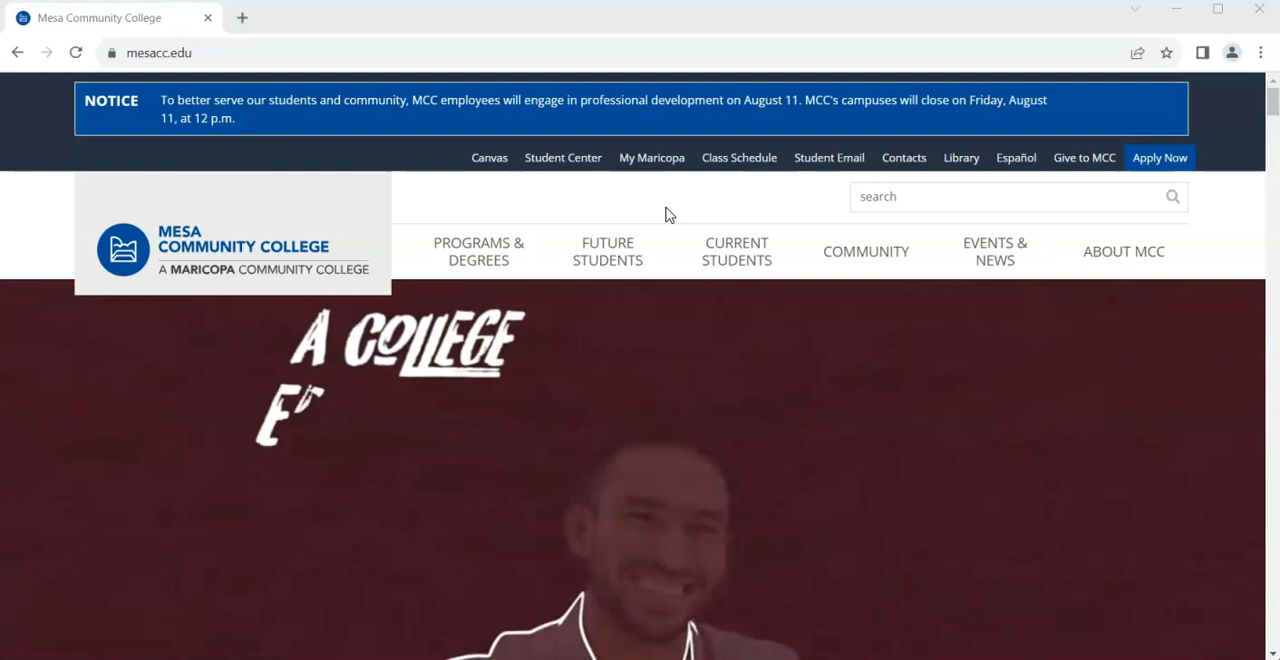 Mesa Community College
mesacc.edu
NOTICE
To better serve our students and community, MCC employees will engage in professional development on August 11. MCC's campuses will close on Friday, August
11, at 12 p.m.
Canvas Student Center My Maricopa Class Schedule Student Email Contacts Library Español Give to MCC Apply Now
search
MESA
COMMUNITY COLLEGE
A MARICOPA COMMUNITY COLLEGE
PROGRAMS &
DEGREES
FUTURE
STUDENTS
CURRENT
STUDENTS
COMMUNITY
EVENTS &
NEWS
ABOUT MCC
A COLLEGE